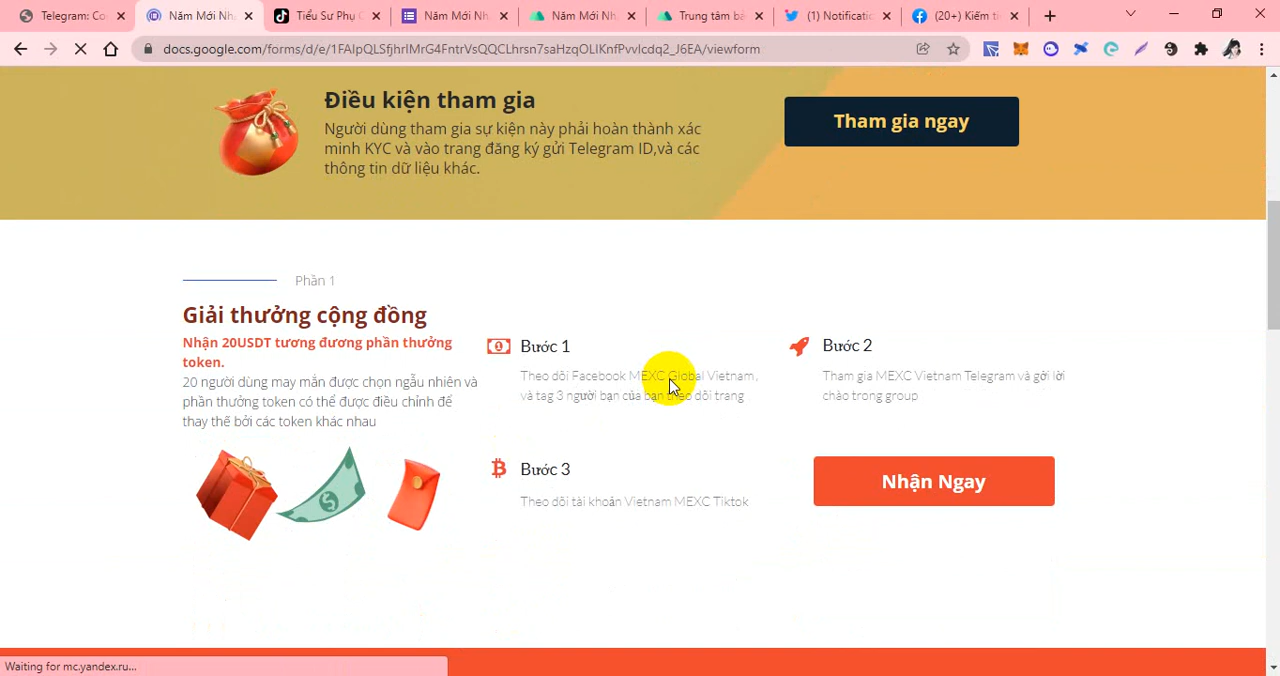 Telegram: Co
Năm Mới Nh
Tiểu Sư Phụ
Năm Mới Nh
Năm Mới Nh
Trung tâm bả
(1) Notificatio
(20+) Kiếm ti
docs.google.com/forms/d/e/1FAIpQLSfjhrlMrG4FntrVsQQCLhrsn7saHzqOLIKnfPvvlcdq2_J6EA/viewform
Điều kiện tham gia
Người dùng tham gia sự kiện này phải hoàn thành xác
minh KYC và vào trang đăng ký gửi Telegram ID,và các
thông tin dữ liệu khác.
Tham gia ngay
Phần 1
Giải thưởng cộng đồng
Nhận 20USDT tương đương phần thưởng
token.
20 người dùng may mắn được chọn ngẫu nhiên và
phần thưởng token có thể được điều chỉnh để
thay thế bởi các token khác nhau
Bước 1
Theo dõi Facebook MEXC Global Vietnam,
và tag 3 người bạn của bạn theo dõi trang
Bước 2
Tham gia MEXC Vietnam Telegram và gởi lời
chào trong group
Bước 3
Theo dõi tài khoản Vietnam MEXC Tiktok
Nhận Ngay
Waiting for mc.yandex.ru...